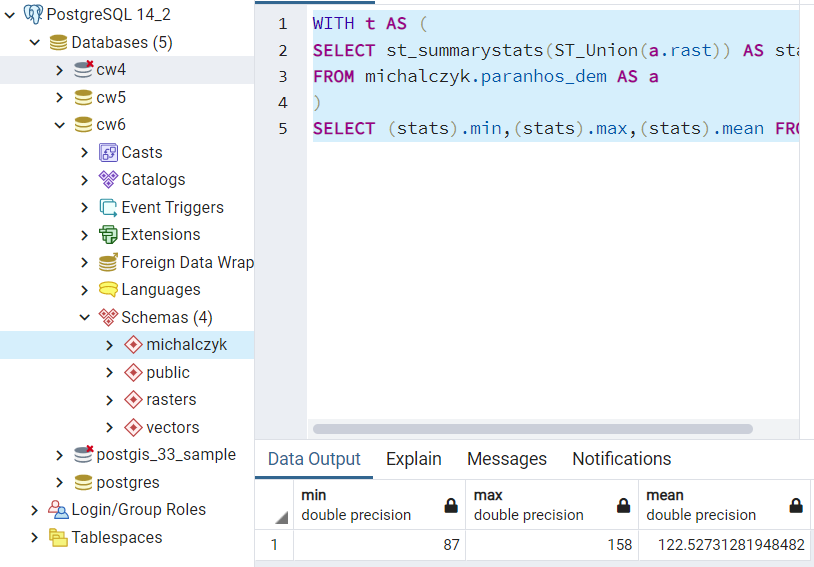 PostgreSQL 14_2
Databases (5)
cw4
cw5
cw6
Casts
Catalogs
Event Triggers
Extensions
Foreign Data Wrap
Languages
Schemas (4)
michalczyk
public
rasters
vectors
postgis_33_sample
postgres
Login/Group Roles
Tablespaces
1 WITH t AS (
2 SELECT st_summarystats(ST_Union(a.rast)) AS sta
3 FROM michalczyk.paranhos_dem AS a
4 )
5 SELECT (stats).min,(stats).max,(stats).mean FRO
Data Output Explain Messages Notifications
min max mean
double precision double precision double precision
1 87 158 122.52731281948482